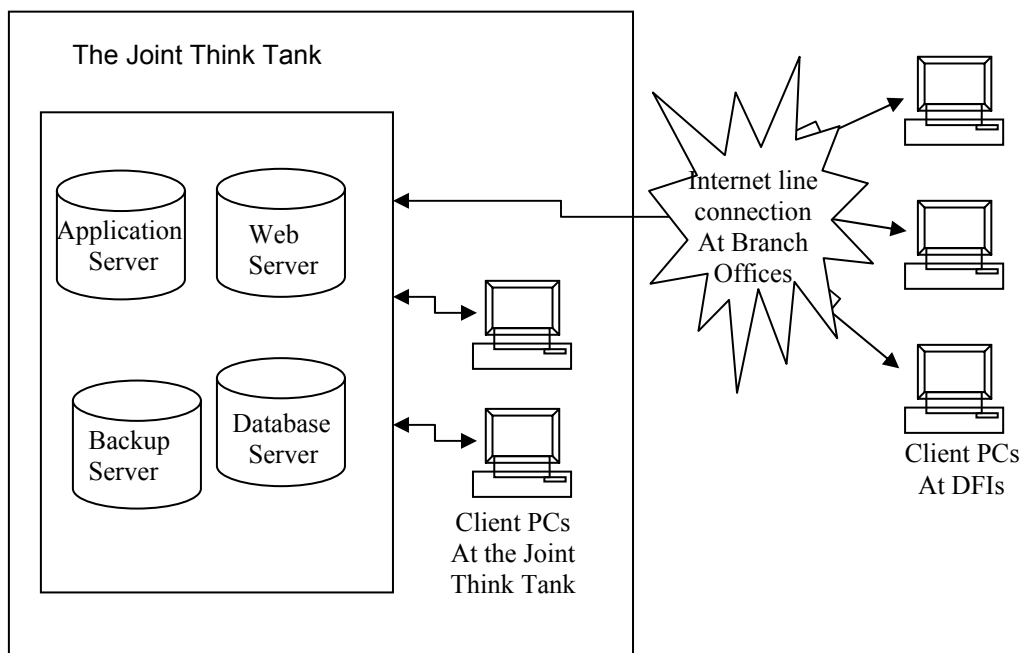 The Joint Think Tank
Application
Server
Web
Server
Backup
Server
Database
Server
Client PCs
At the Joint
Think Tank
Internet line
connection
At Branch
Offices
Client PCs
At DFIs